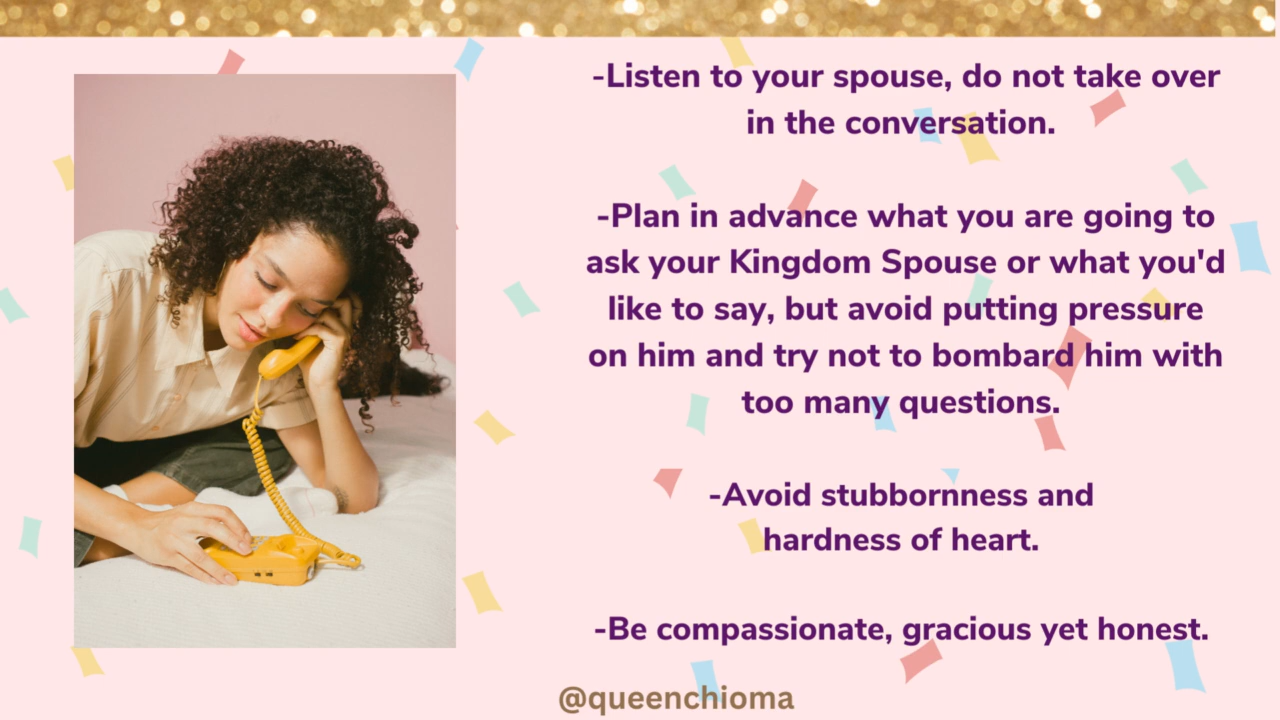 -Listen to your spouse, do not take over
in the conversation.
-Plan in advance what you are going to
ask your Kingdom Spouse or what you'd
like to say, but avoid putting pressure
on him and try not to bombard him with
too many questions.
-Avoid stubbornness and
hardness of heart.
-Be compassionate, gracious yet honest.
@queenchioma